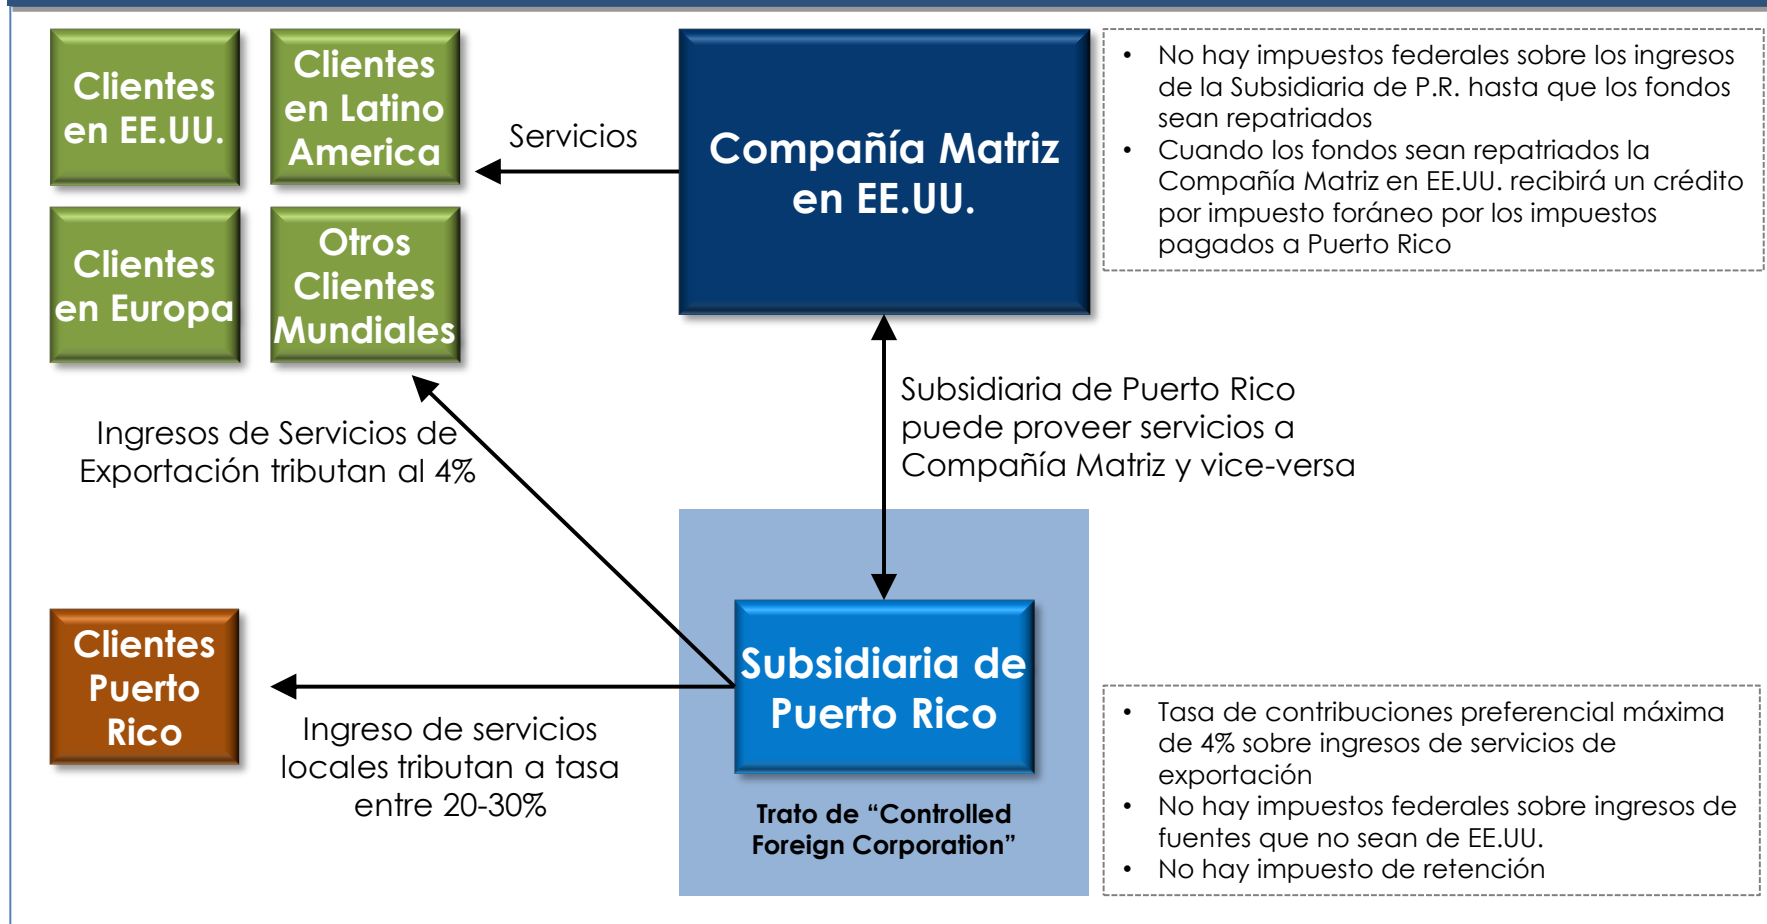 Clientes
en EE.UU.
Clientes
en Latino
America
Clientes
en Europa
Otros
Clientes
Mundiales
Servicios
Compañía Matriz
en EE.UU.
• No hay impuestos federales sobre los ingresos
de la Subsidiaria de P.R. hasta que los fondos
sean repatriados
• Cuando los fondos sean repatriados la
Compañía Matriz en EE.UU. recibirá un crédito
por impuesto foráneo por los impuestos
pagados a Puerto Rico
Ingresos de Servicios de
Exportación tributan al 4%
Subsidiaria de Puerto Rico
puede proveer servicios a
Compañía Matriz y vice-versa
Clientes
Puerto
Rico
Ingreso de servicios
locales tributan a tasa
entre 20-30%
Subsidiaria de
Puerto Rico
Trato de “Controlled
Foreign Corporation”
• Tasa de contribuciones preferencial máxima
de 4% sobre ingresos de servicios de
exportación
• No hay impuestos federales sobre ingresos de
fuentes que no sean de EE.UU.
• No hay impuesto de retención